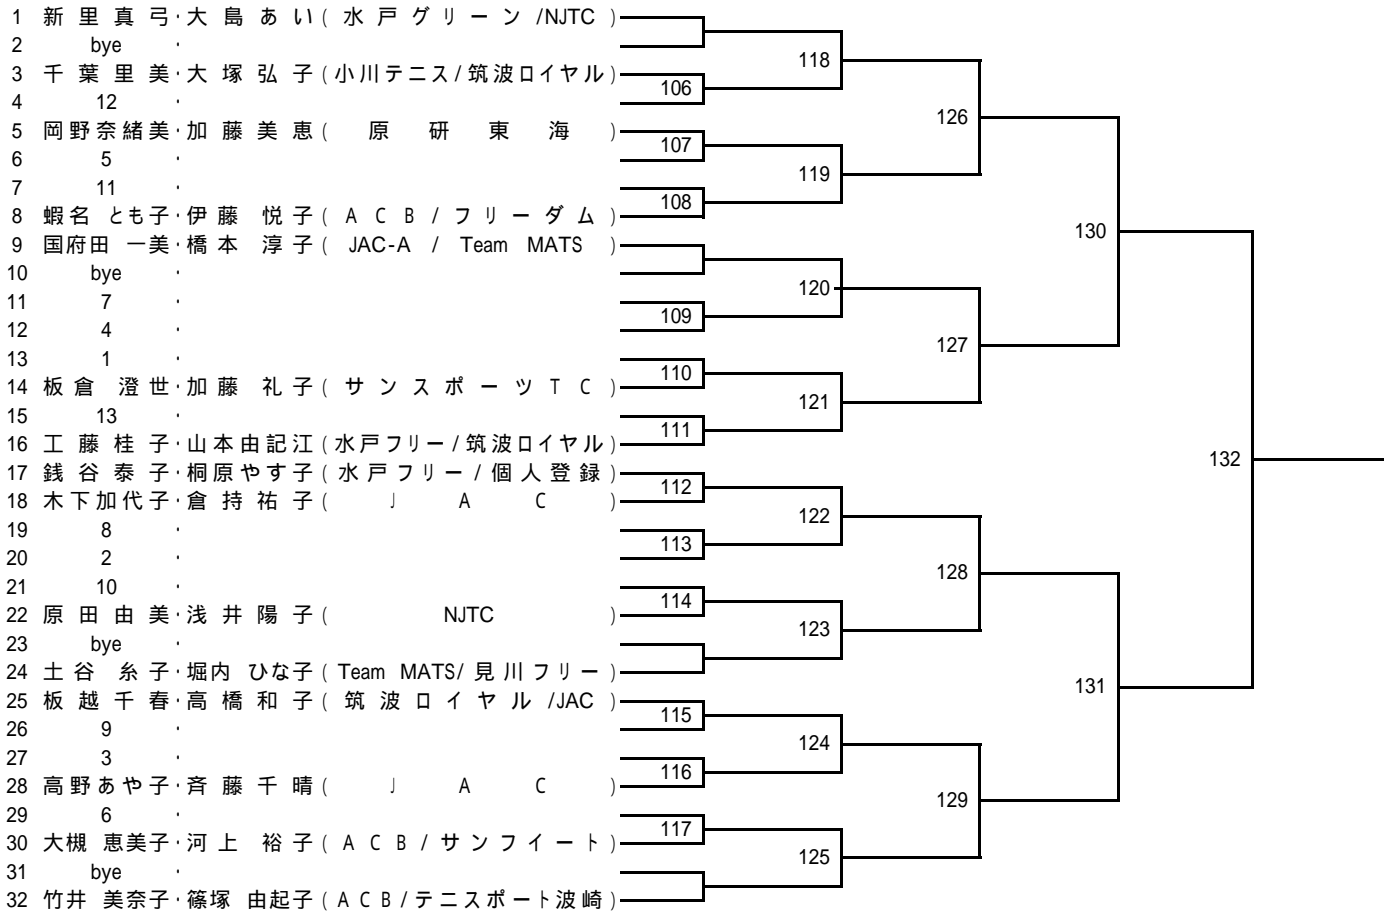 1 新里真弓・大島あい(水戸グリーン/NJTC)
2 bye ・
118
3 千葉里美・大塚弘子(小川テニス/筑波ロイヤル)
106
4 12 ・
126
5 岡野奈緒美・加藤美恵(原研東海)
107
6 5 ・
119
7 11 ・
108
8 蝦名 とも子・伊藤 悦子(ACB/フリーダム)
130
9 国府田 一美・橋本 淳子(JAC-A / Team MATS)
10 bye ・
120
11 7 ・
109
12 4 ・
127
13 1 ・
110
14 板倉 澄世・加藤 礼子(サンスポーツTC)
121
15 13 ・
111
16 工藤桂子・山本由記江(水戸フリー/筑波ロイヤル)
132
17 銭谷泰子・桐原やす子(水戸フリー/個人登録)
112
18 木下加代子・倉持祐子(JAC)
122
19 8 ・
113
20 2 ・
128
21 10 ・
114
22 原田由美・浅井陽子(NJTC)
123
23 bye ・
24 土谷 糸子・堀内 ひな子(Team MATS/見川フリー)
131
25 板越千春・高橋和子(筑波ロイヤル/JAC)
115
26 9 ・
124
27 3 ・
116
28 高野あや子・斉藤千晴(JAC)
129
29 6 ・
117
30 大槻 恵美子・河上 裕子(ACB/サンフイート)
125
31 bye ・
32 竹井 美奈子・篠塚 由起子(ACB/テニスポート波崎)